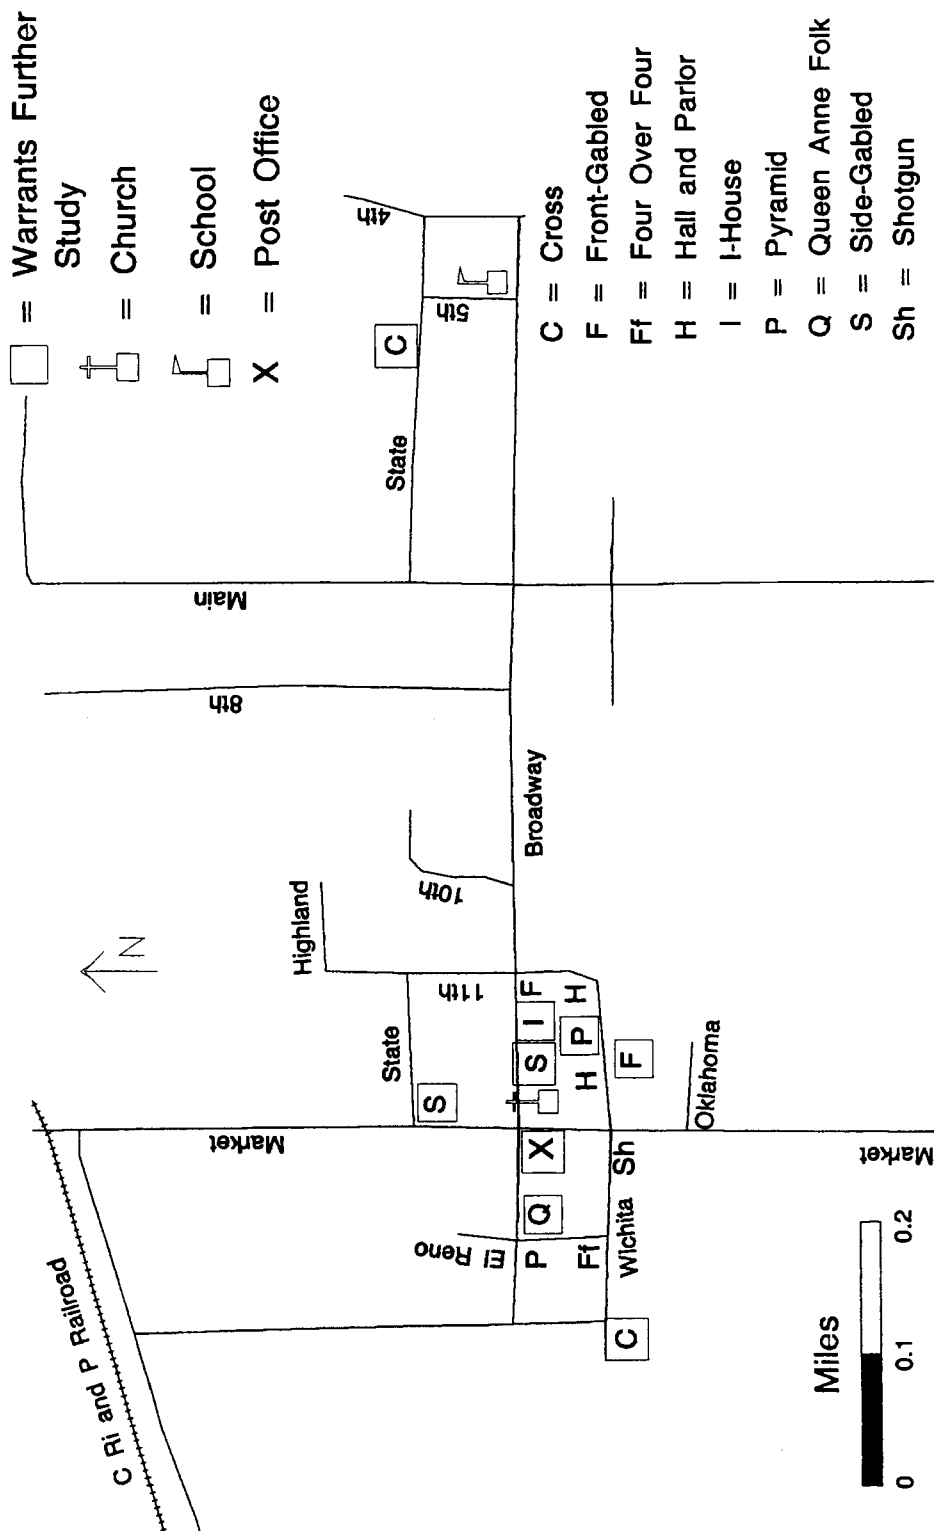 = Warrants Further
Study
= Church
= School
X = Post Office
C = Cross
F = Front-Gabled
Ff = Four Over Four
H = Hall and Parlor
I = I-House
P = Pyramid
Q = Queen Anne Folk
S = Side-Gabled
Sh = Shotgun
C Ri and P Railroad
N
Highland
State
State
4th
5th
8th
10th
11th
Main
Market
Market
El Reno
Broadway
Wichita
Oklahoma
C
S
X
Q
P
Ff
Sh
C
S
I
F
H
P
H
F
Miles
0
0.1
0.2